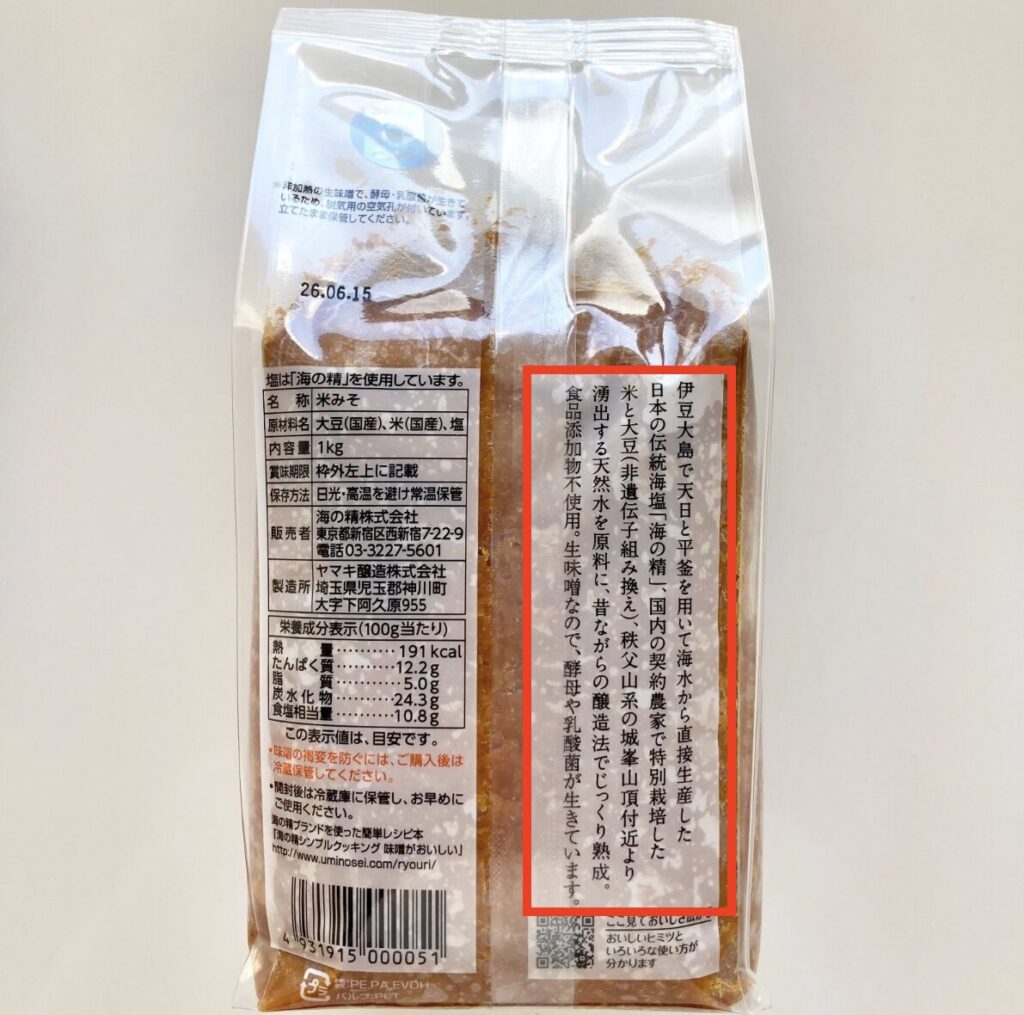 ※非加熱の生味噌で、酵母・乳酸菌が生きて
いるため、脱気用の空気孔が付いています。
立てたまま保管してください。
26.06.15
塩は「海の精」を使用しています。
名称 米みそ
原材料名 大豆(国産)、米(国産)、塩
内容量 1kg
賞味期限 枠外左上に記載
保存方法 日光・高温を避け常温保管
販売者 海の精株式会社
東京都新宿区西新宿7-22-9
電話03-3227-5601
製造所 ヤマキ醸造株式会社
埼玉県児玉郡神川町
大字下阿久原955
栄養成分表示(100g当たり)
熱量··········191kcal
たんぱく質··········12.2g
脂質··········5.0g
炭水化物··········24.3g
食塩相当量··········10.8g
この表示値は、目安です。
•味噌の褐変を防ぐには、ご購入後は
冷蔵保管してください。
•開封後は冷蔵庫に保管し、お早めに
ご使用ください。
海の精ブランドを使った簡単レシピ本
「海の精シンプルクッキング 味噌がおいしい」
http://www.uminosei.com/ryouri/
4 931915 000051
プラ
袋:PE,PA,EVOH
バルブ:PET
伊豆大島で天日と平釜を用いて海水から直接生産した
日本の伝統海塩「海の精」、国内の契約農家で特別栽培した
米と大豆(非遺伝子組み換え)、秩父山系の城峯山頂付近より
湧出する天然水を原料に、昔ながらの醸造法でじっくり熟成。
食品添加物不使用。生味噌なので、酵母や乳酸菌が生きています。
ここ見ておいしさ広がる
おいしいヒミツと
いろいろな使い方が
分かります